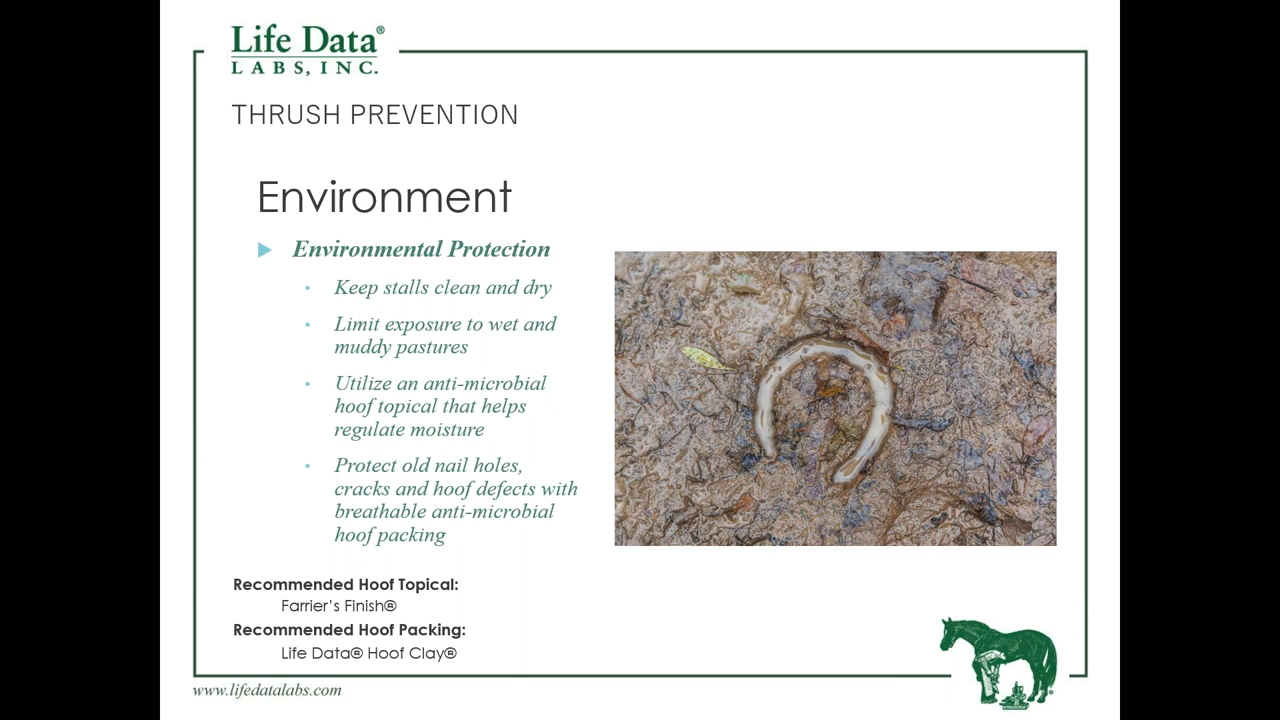 Life Data®
LABS, INC.
THRUSH PREVENTION
Environment
Environmental Protection
Keep stalls clean and dry
Limit exposure to wet and
muddy pastures
Utilize an anti-microbial
hoof topical that helps
regulate moisture
Protect old nail holes,
cracks and hoof defects with
breathable anti-microbial
hoof packing
Recommended Hoof Topical:
Farrier’s Finish®
Recommended Hoof Packing:
Life Data® Hoof Clay®
www.lifedatalabs.com